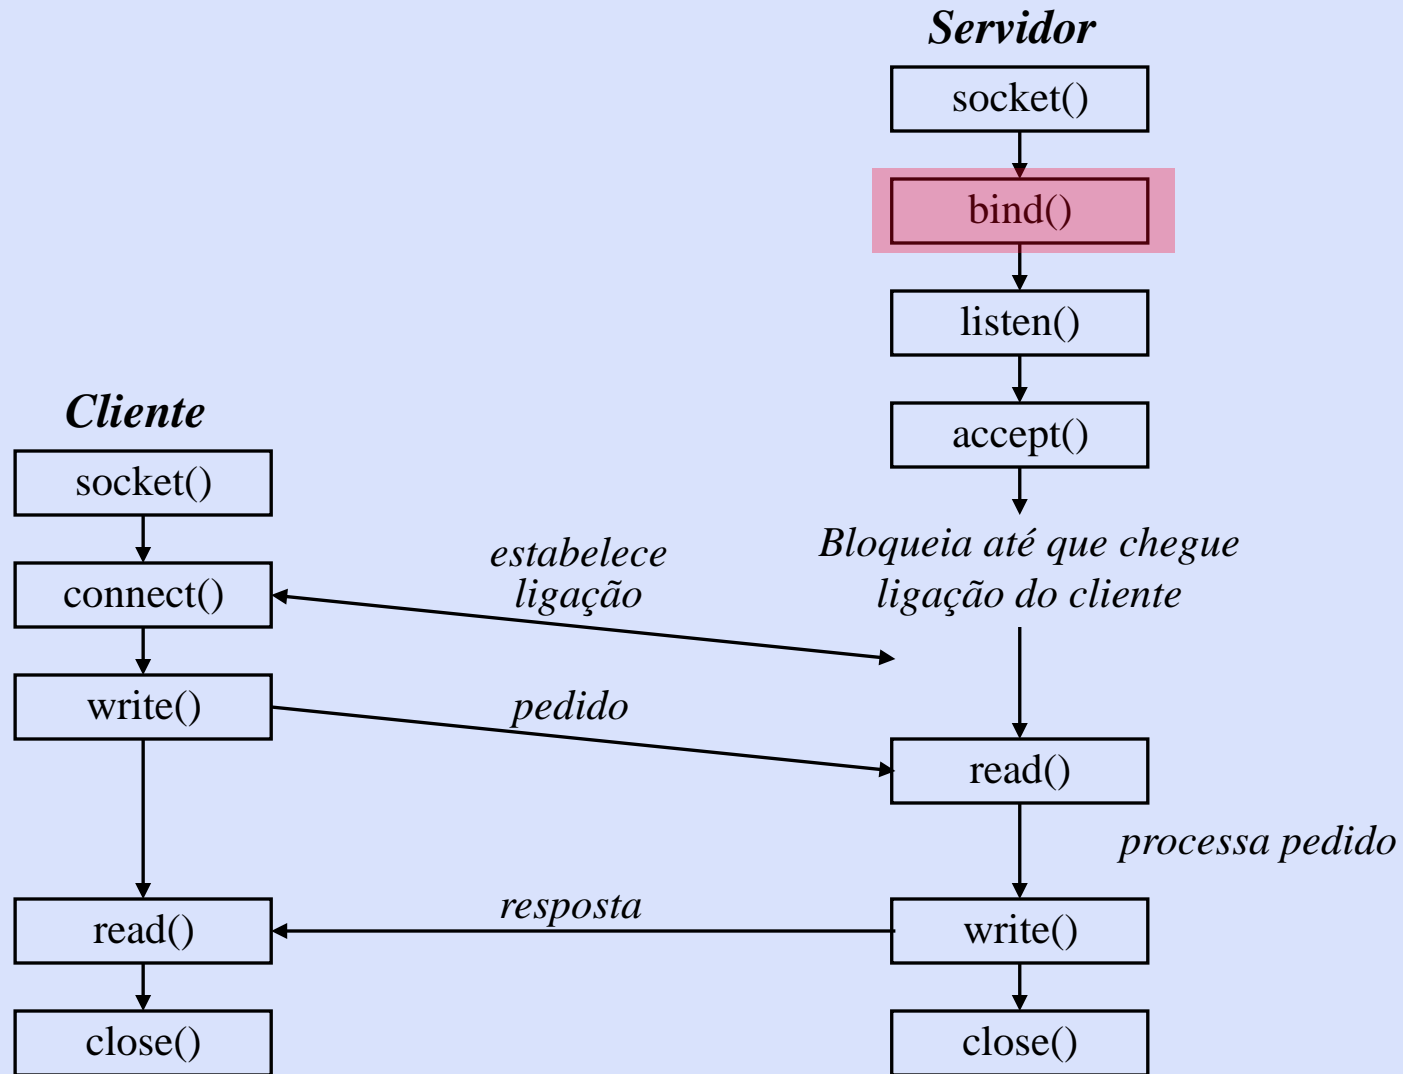 Servidor
socket()
bind()
listen()
accept()
Bloqueia até que chegue
ligação do cliente
read()
processa pedido
write()
close()
Cliente
socket()
connect()
write()
read()
close()
estabelece
ligação
pedido
resposta